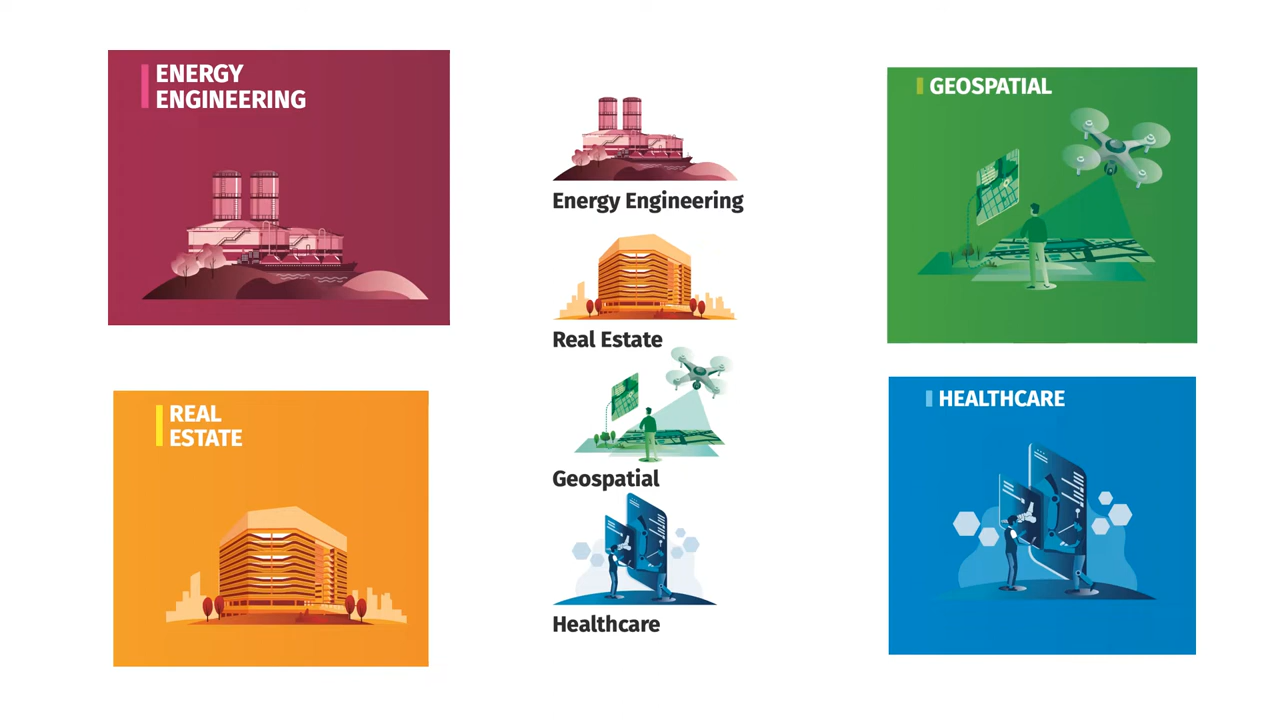 ENERGY
ENGINEERING
REAL
ESTATE
Energy Engineering
Real Estate
Geospatial
Healthcare
GEOSPATIAL
HEALTHCARE